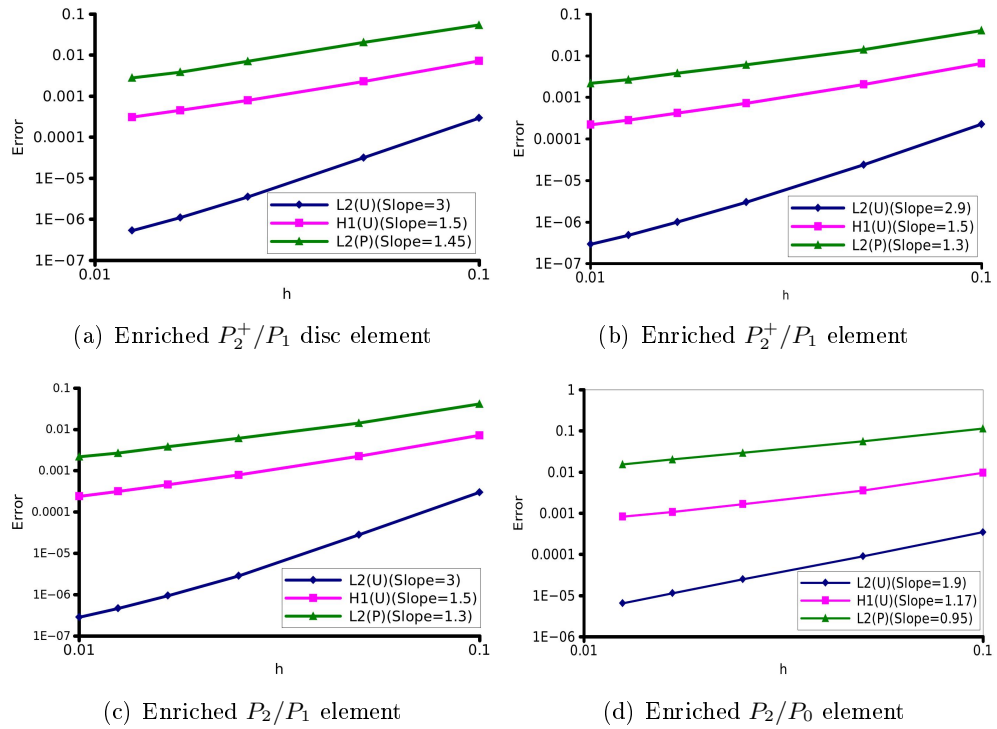 0.1
0.01
0.001
0.0001
1E−05
1E−06
1E−07
Error
0.01
0.1
h
L2(U)(Slope=3)
H1(U)(Slope=1.5)
L2(P)(Slope=1.45)
(a) Enriched P₂⁺/P₁ disc element
0.1
0.01
0.001
0.0001
1E−05
1E−06
1E−07
Error
0.01
0.1
h
L2(U)(Slope=2.9)
H1(U)(Slope=1.5)
L2(P)(Slope=1.3)
(b) Enriched P₂⁺/P₁ element
0.1
0.01
0.001
0.0001
1E−05
1E−06
1E−07
Error
0.01
0.1
h
L2(U)(Slope=3)
H1(U)(Slope=1.5)
L2(P)(Slope=1.3)
(c) Enriched P₂/P₁ element
1
0.1
0.01
0.001
0.0001
1E−05
1E−06
Error
0.01
0.1
h
L2(U)(Slope=1.9)
H1(U)(Slope=1.17)
L2(P)(Slope=0.95)
(d) Enriched P₂/P₀ element